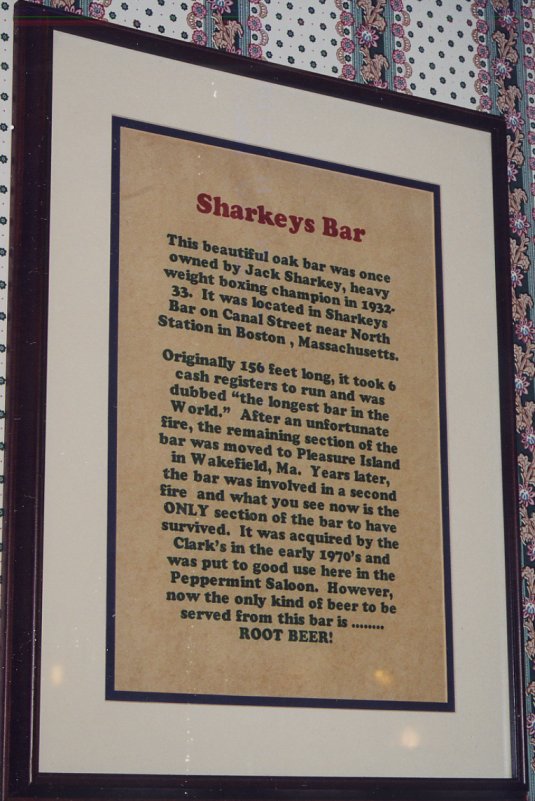 Sharkeys Bar
This beautiful oak bar was once
owned by Jack Sharkey, heavy
weight boxing champion in 1932-
33. It was located in Sharkeys
Bar on Canal Street near North
Station in Boston , Massachusetts.
Originally 156 feet long, it took 6
cash registers to run and was
dubbed “the longest bar in the
World.” After an unfortunate
fire, the remaining section of the
bar was moved to Pleasure Island
in Wakefield, Ma. Years later,
the bar was involved in a second
fire and what you see now is the
ONLY section of the bar to have
survived. It was acquired by the
Clark's in the early 1970's and
was put to good use here in the
Peppermint Saloon. However,
now the only kind of beer to be
served from this bar is ........
ROOT BEER!